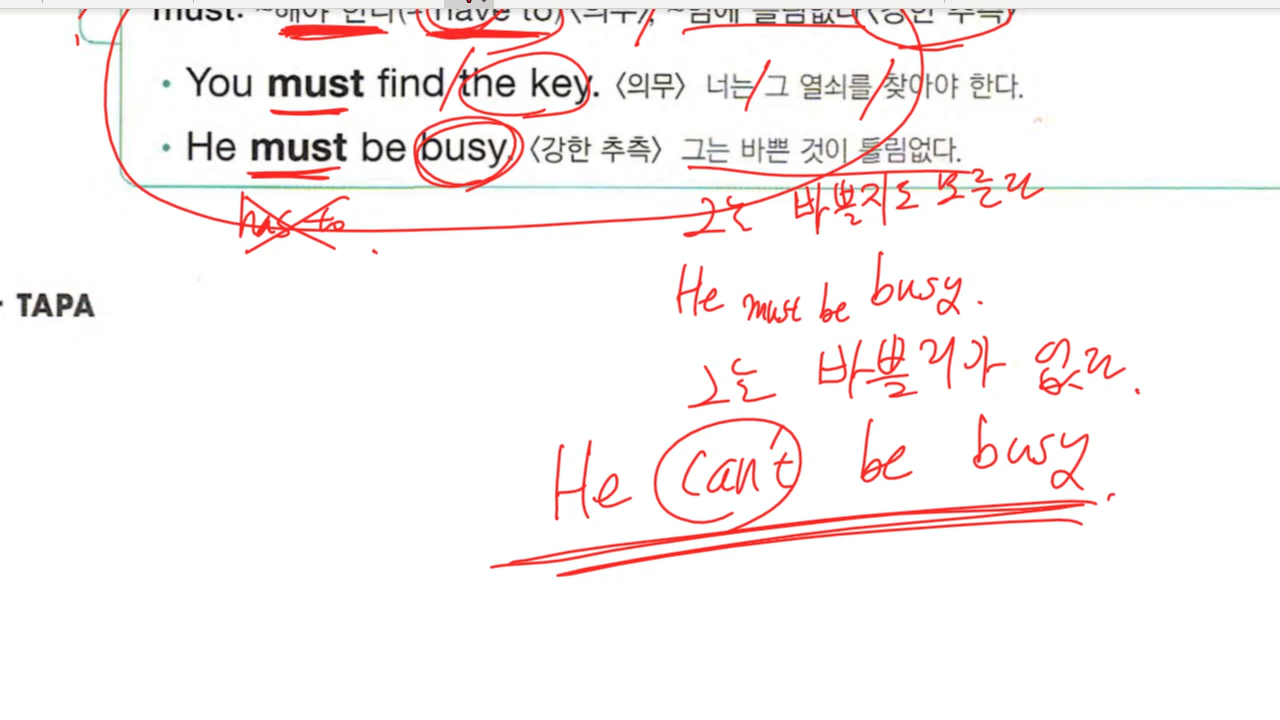 must: ~해야 한다(= have to) 〈의무〉, ~임에 틀림없다 〈강한 추측〉
• You must find the key. 〈의무〉 너는 그 열쇠를 찾아야 한다.
• He must be busy. 〈강한 추측〉 그는 바쁜 것이 틀림없다.
has to
그는 바쁠지도 모른다
He must be busy.
TAPA
그는 바쁠리가 없다.
He can't be busy.